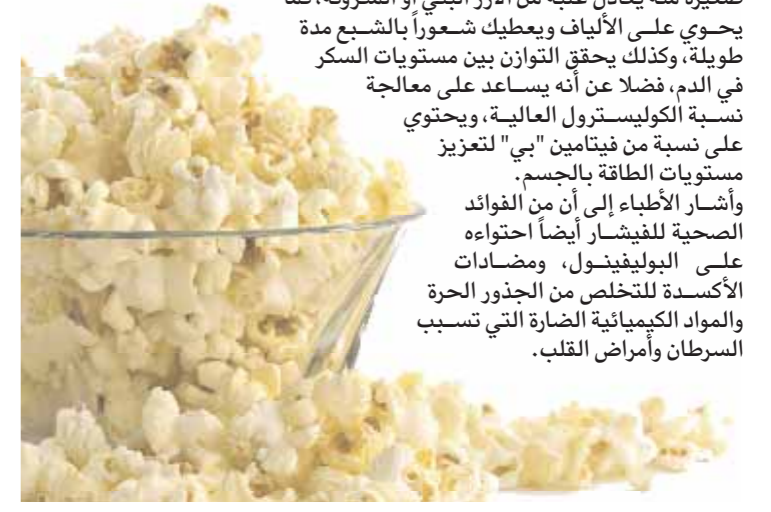 يحـوي علـى الألياف ويعطيك شـعوراً بالشـبع مدة
طويلة، وكذلك يحقق التوازن بين مستويات السكر
في الدم، فضلا عن أنه يسـاعد على معالجة
نسـبة الكوليسـترول العاليـة، ويحتوي
على نسبة من فيتامين "بي" لتعزيز
مستويات الطاقة بالجسم.
وأشـار الأطباء إلى أن من الفوائد
الصحية للفيشـار أيضاً احتواءه
علـى البوليفينـول، ومضـادات
الأكسـدة للتخلص من الجذور الحرة
والمواد الكيميائية الضارة التي تسـبب
السرطان وأمراض القلب.